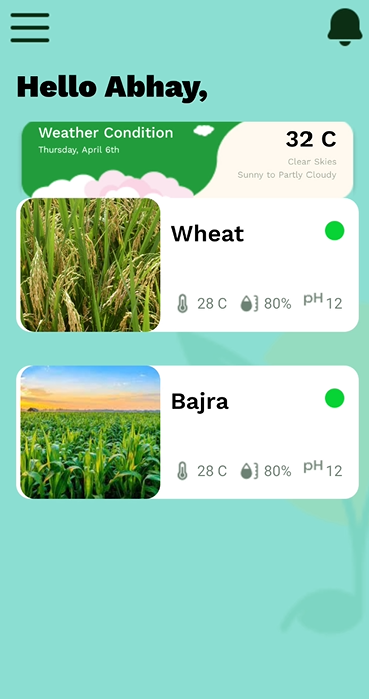 Hello Abhay,
Weather Condition
Thursday, April 6th
32 C
Clear Skies
Sunny to Partly Cloudy
Wheat
28 C 80% pH 12
Bajra
28 C 80% pH 12